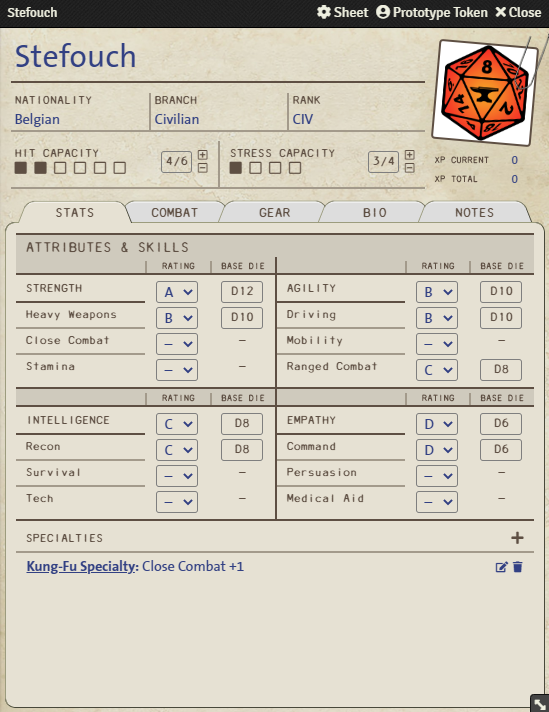 Stefouch Sheet Prototype Token Close
Stefouch
NATIONALITY BRANCH RANK
Belgian Civilian CIV
HIT CAPACITY 4/6 STRESS CAPACITY 3/4
XP CURRENT 0
XP TOTAL 0
STATS COMBAT GEAR BIO NOTES
ATTRIBUTES & SKILLS
RATING BASE DIE RATING BASE DIE
STRENGTH A D12 AGILITY B D10
Heavy Weapons B D10 Driving B D10
Close Combat – – Mobility – –
Stamina – – Ranged Combat C D8
RATING BASE DIE RATING BASE DIE
INTELLIGENCE C D8 EMPATHY D D6
Recon C D8 Command D D6
Survival – – Persuasion – –
Tech – – Medical Aid – –
SPECIALTIES
Kung-Fu Specialty: Close Combat +1
8